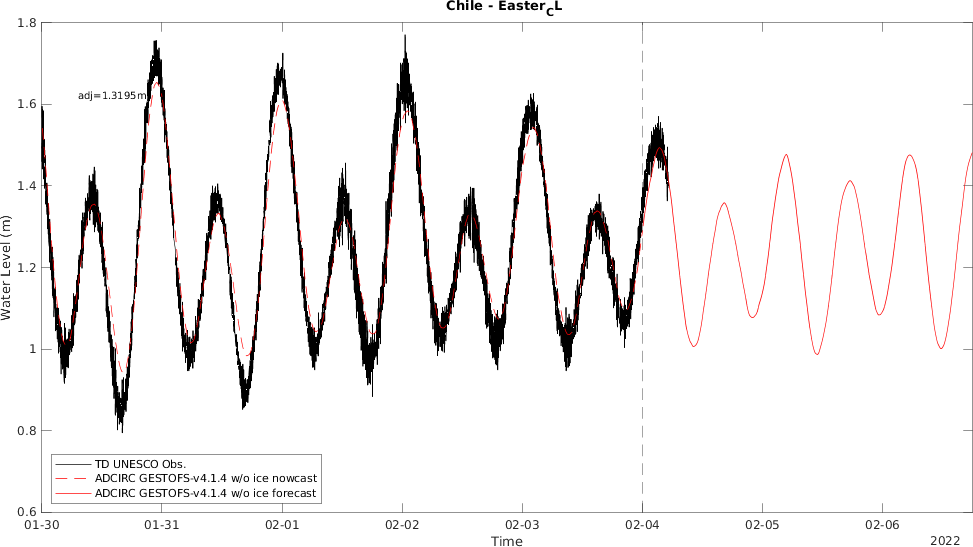 Chile - Easter_CL
1.8
1.6
1.4
1.2
1
0.8
0.6
Water Level (m)
adj=1.3195m
TD UNESCO Obs.
ADCIRC GESTOFS-v4.1.4 w/o ice nowcast
ADCIRC GESTOFS-v4.1.4 w/o ice forecast
01-30 01-31 02-01 02-02 02-03 02-04 02-05 02-06
Time
2022